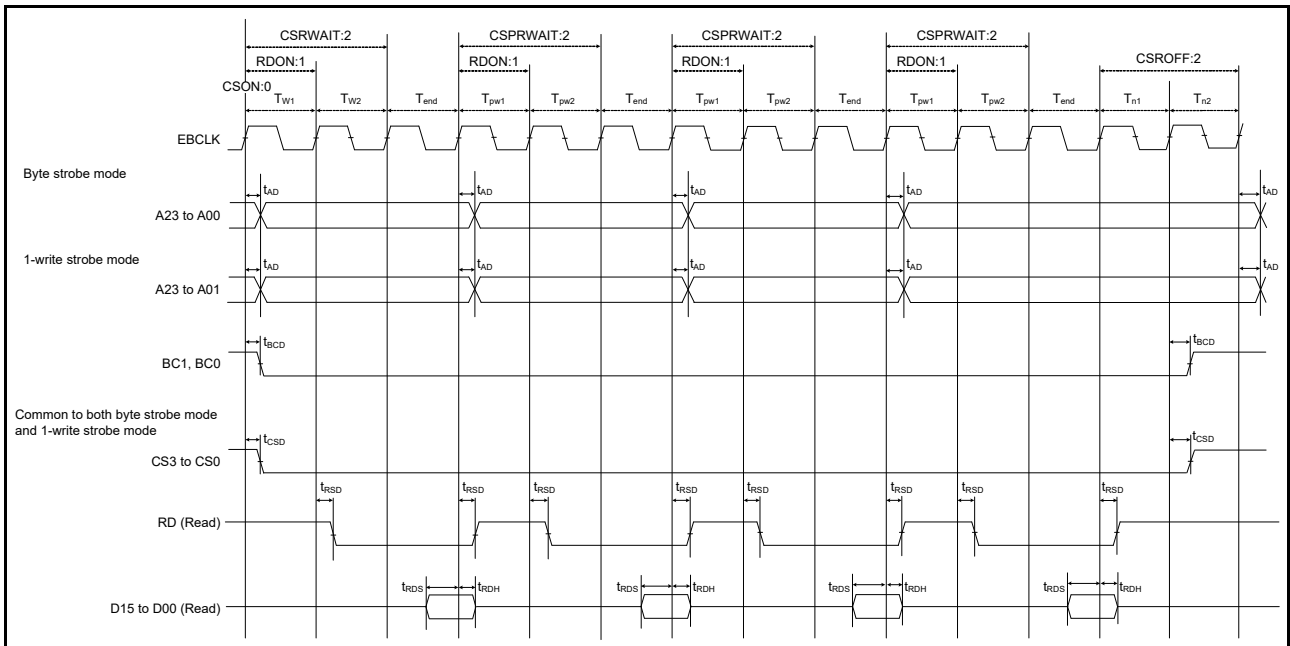 CSRWAIT:2 CSPRWAIT:2 CSPRWAIT:2 CSPRWAIT:2
RDON:1 RDON:1 RDON:1 RDON:1 CSROFF:2
CSON:0
TW1 TW2 Tend Tpw1 Tpw2 Tend Tpw1 Tpw2 Tend Tpw1 Tpw2 Tend Tn1 Tn2
EBCLK
Byte strobe mode
tAD tAD tAD tAD tAD
A23 to A00
1-write strobe mode
tAD tAD tAD tAD tAD
A23 to A01
tBCD tBCD
BC1, BC0
Common to both byte strobe mode
and 1-write strobe mode
tCSD tCSD
CS3 to CS0
tRSD tRSD tRSD tRSD tRSD tRSD tRSD tRSD
RD (Read)
tRDS tRDH tRDS tRDH tRDS tRDH tRDS tRDH
D15 to D00 (Read)